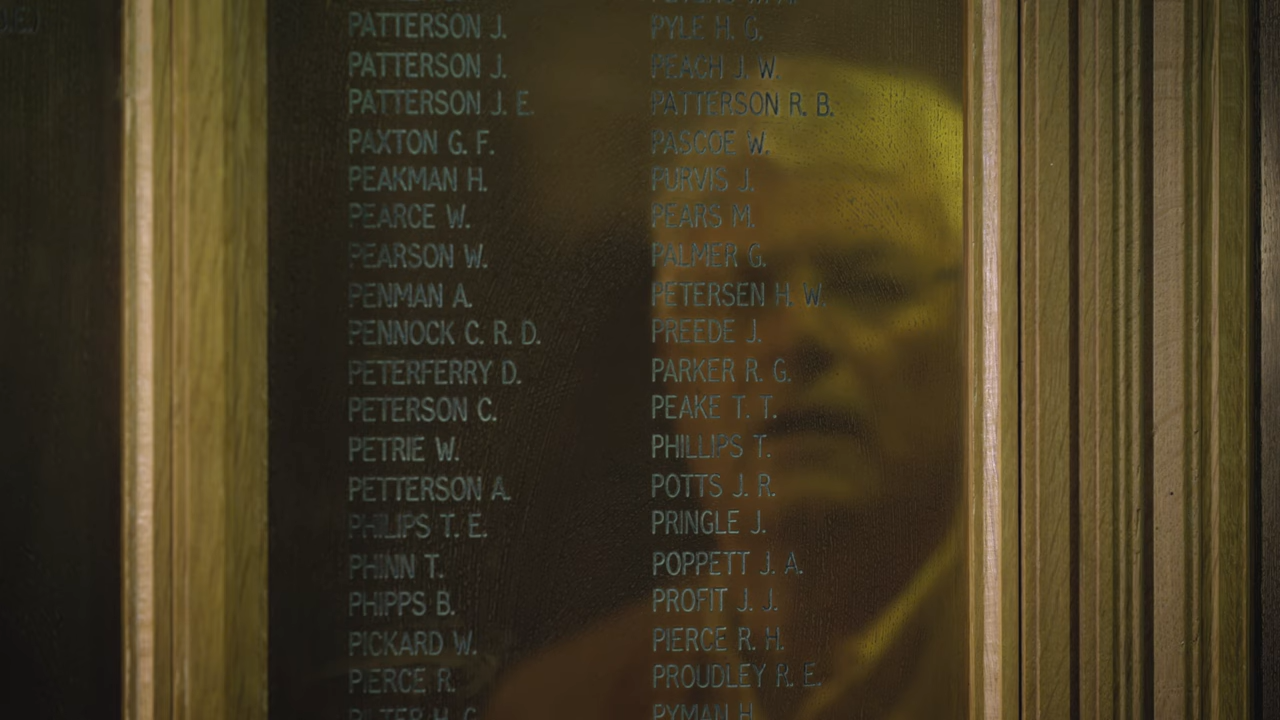 PATTERSON J.
PATTERSON J.
PATTERSON J. E.
PAXTON G. F.
PEAKMAN H.
PEARCE W.
PEARSON W.
PENMAN A.
PENNOCK C. R. D.
PETERFERRY D.
PETERSON C.
PETRIE W.
PETTERSON A.
PHILIPS T. E.
PHINN T.
PHIPPS B.
PICKARD W.
PIERCE R.
PYLE H. G.
PEACH J. W.
PATTERSON R. B.
PASCOE W.
PURVIS J.
PEARS M.
PALMER G.
PETERSEN H. W.
PREEDE J.
PARKER R. G.
PEAKE T. T.
PHILLIPS T.
POTTS J. R.
PRINGLE J.
POPPETT J. A.
PROFIT J. J.
PIERCE R. H.
PROUDLEY R. E.
PYMAN H.